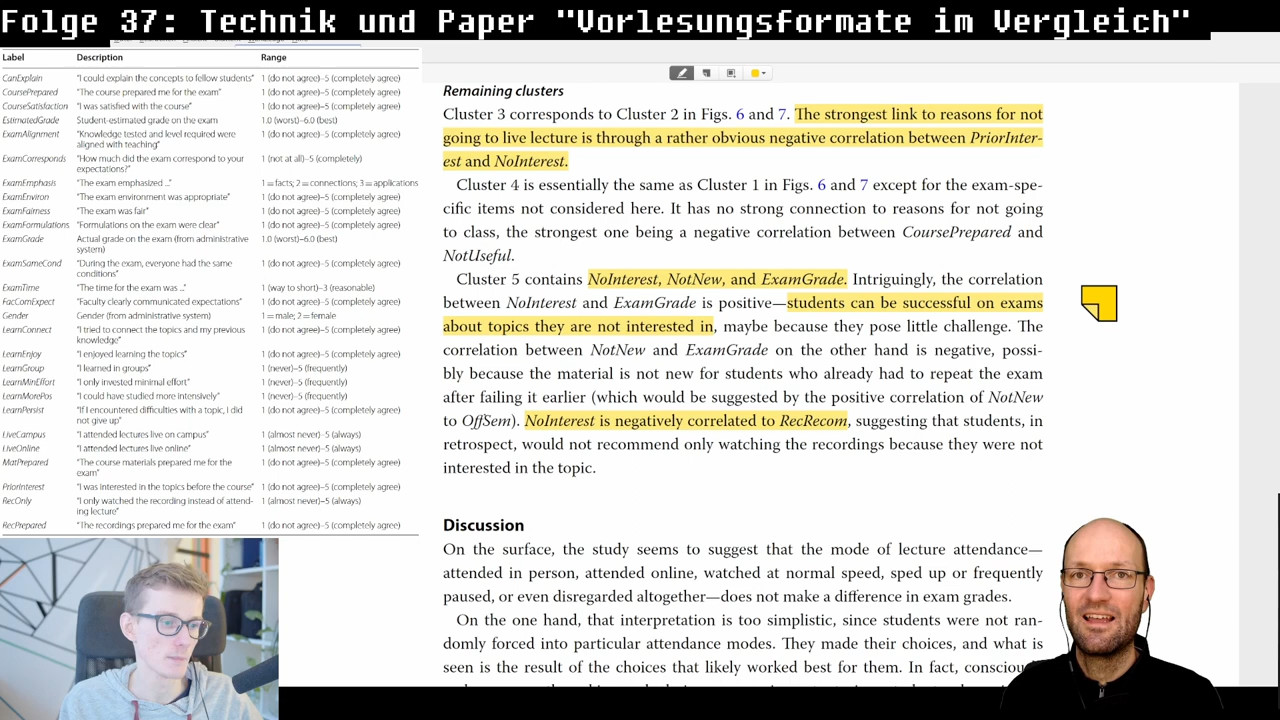 Folge 37: Technik und Paper "Vorlesungsformate im Vergleich"
Label Description Range
CanExplain "I could explain the concepts to fellow students" 1 (do not agree)–5 (completely agree)
CoursePrepared "The course prepared me for the exam" 1 (do not agree)–5 (completely agree)
CourseSatisfaction "I was satisfied with the course" 1 (do not agree)–5 (completely agree)
EstimatedGrade Student-estimated grade on the exam 1.0 (worst)–6.0 (best)
ExamAlignment "Knowledge tested and level required were 1 (do not agree)–5 (completely agree)
aligned with teaching"
ExamCorresponds "How much did the exam correspond to your 1 (not at all)–5 (completely)
expectations?"
ExamEmphasis "The exam emphasized ..." 1 = facts; 2 = connections; 3 = applications
ExamEnviron "The exam environment was appropriate" 1 (do not agree)–5 (completely agree)
ExamFairness "The exam was fair" 1 (do not agree)–5 (completely agree)
ExamFormulations "Formulations on the exam were clear" 1 (do not agree)–5 (completely agree)
ExamGrade Actual grade on the exam (from administrative 1.0 (worst)–6.0 (best)
system)
ExamSameCond "During the exam, everyone had the same 1 (do not agree)–5 (completely agree)
conditions"
ExamTime "The time for the exam was ..." 1 (way to short)–3 (reasonable)
FacComExpect "Faculty clearly communicated expectations" 1 (do not agree)–5 (completely agree)
Gender Gender (from administrative system) 1 = male; 2 = female
LearnConnect "I tried to connect the topics and my previous 1 (do not agree)–5 (completely agree)
knowledge"
LearnEnjoy "I enjoyed learning the topics" 1 (do not agree)–5 (completely agree)
LearnGroup "I learned in groups" 1 (never)–5 (frequently)
LearnMinEffort "I only invested minimal effort" 1 (never)–5 (frequently)
LearnMorePos "I could have studied more intensively" 1 (never)–5 (frequently)
LearnPersist "If I encountered difficulties with a topic, I did 1 (do not agree)–5 (completely agree)
not give up"
LiveCampus "I attended lectures live on campus" 1 (almost never)–5 (always)
LiveOnline "I attended lectures live online" 1 (almost never)–5 (always)
MatPrepared "The course materials prepared me for the 1 (do not agree)–5 (completely agree)
exam"
PriorInterest "I was interested in the topics before the course" 1 (do not agree)–5 (completely agree)
RecOnly "I only watched the recording instead of attend- 1 (almost never)–5 (always)
ing lecture"
RecPrepared "The recordings prepared me for the exam" 1 (do not agree)–5 (completely agree)
Remaining clusters
Cluster 3 corresponds to Cluster 2 in Figs. 6 and 7. The strongest link to reasons for not
going to live lecture is through a rather obvious negative correlation between PriorInter-
est and NoInterest.
Cluster 4 is essentially the same as Cluster 1 in Figs. 6 and 7 except for the exam-spe-
cific items not considered here. It has no strong connection to reasons for not going
to class, the strongest one being a negative correlation between CoursePrepared and
NotUseful.
Cluster 5 contains NoInterest, NotNew, and ExamGrade. Intriguingly, the correlation
between NoInterest and ExamGrade is positive—students can be successful on exams
about topics they are not interested in, maybe because they pose little challenge. The
correlation between NotNew and ExamGrade on the other hand is negative, possi-
bly because the material is not new for students who already had to repeat the exam
after failing it earlier (which would be suggested by the positive correlation of NotNew
to OffSem). NoInterest is negatively correlated to RecRecom, suggesting that students, in
retrospect, would not recommend only watching the recordings because they were not
interested in the topic.
Discussion
On the surface, the study seems to suggest that the mode of lecture attendance—
attended in person, attended online, watched at normal speed, sped up or frequently
paused, or even disregarded altogether—does not make a difference in exam grades.
On the one hand, that interpretation is too simplistic, since students were not ran-
domly forced into particular attendance modes. They made their choices, and what is
seen is the result of the choices that likely worked best for them. In fact,